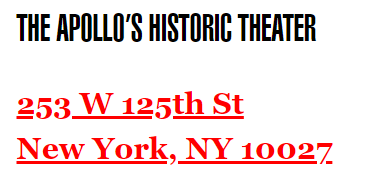 THE APOLLO'S HISTORIC THEATER
253 W 125th St
New York, NY 10027